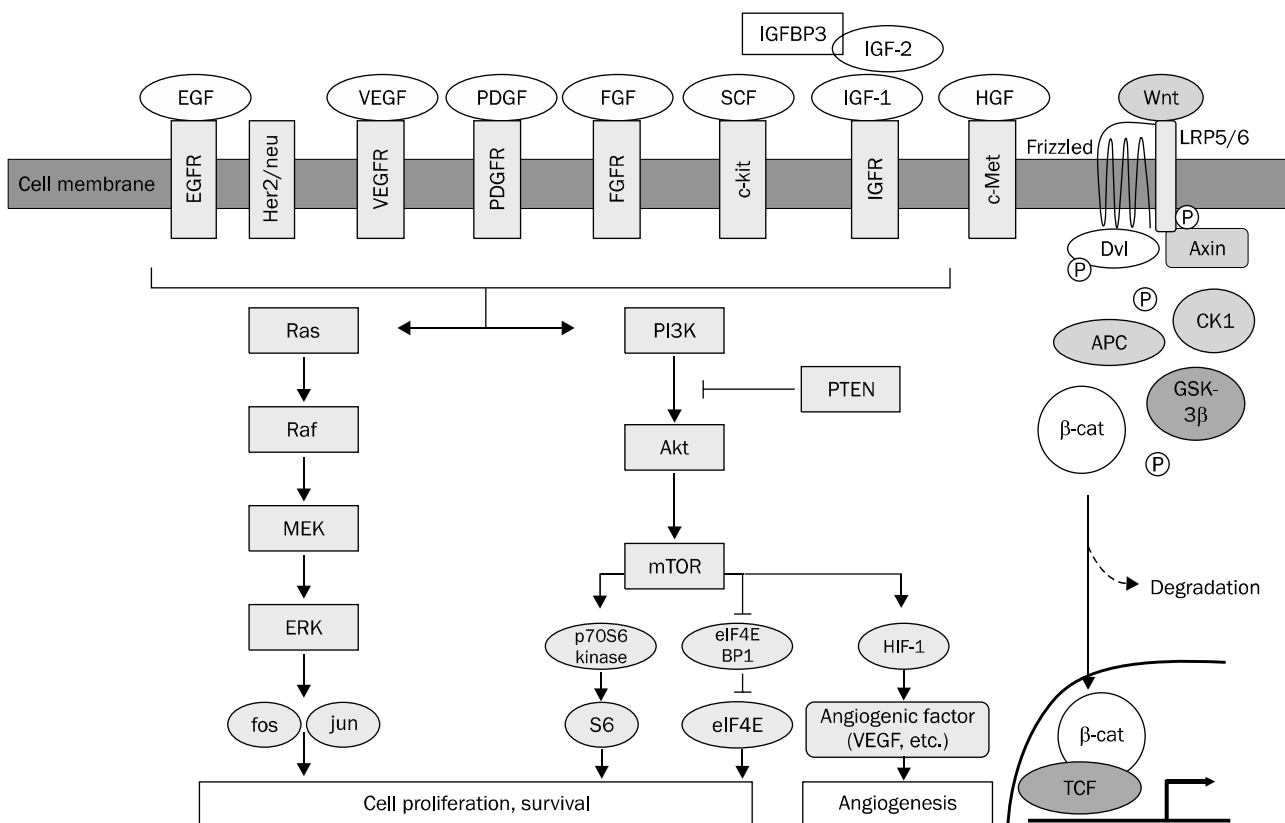 IGFBP3
IGF-2
EGF
VEGF
PDGF
FGF
SCF
IGF-1
HGF
Wnt
Cell membrane
EGFR
Her2/neu
VEGFR
PDGFR
FGFR
c-kit
IGFR
c-Met
Frizzled
LRP5/6
P
Dvl
Axin
P
Ras
PI3K
P
CK1
APC
PTEN
GSK-
3β
Raf
Akt
β-cat
P
MEK
mTOR
Degradation
ERK
p70S6
kinase
eIF4E
BP1
HIF-1
fos
jun
S6
eIF4E
Angiogenic factor
(VEGF, etc.)
β-cat
TCF
Cell proliferation, survival
Angiogenesis